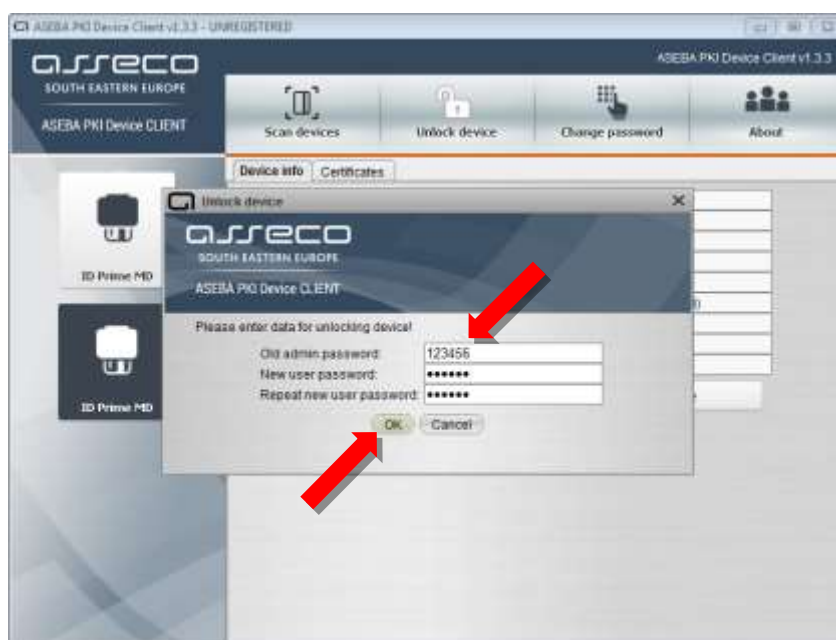 ASEBA PKI Device Client v1.3.3 - UNREGISTERED
asseco
SOUTH EASTERN EUROPE
ASEBA PKI Device CLIENT
ASEBA PKI Device Client v1.3.3
Scan devices
Unlock device
Change password
About
Device info
Certificates
ID Prime MD
ID Prime MD
Unlock device
asseco
SOUTH EASTERN EUROPE
ASEBA PKI Device CLIENT
Please enter data for unlocking device!
Old admin password: 123456
New user password: ••••••
Repeat new user password: ••••••
OK
Cancel